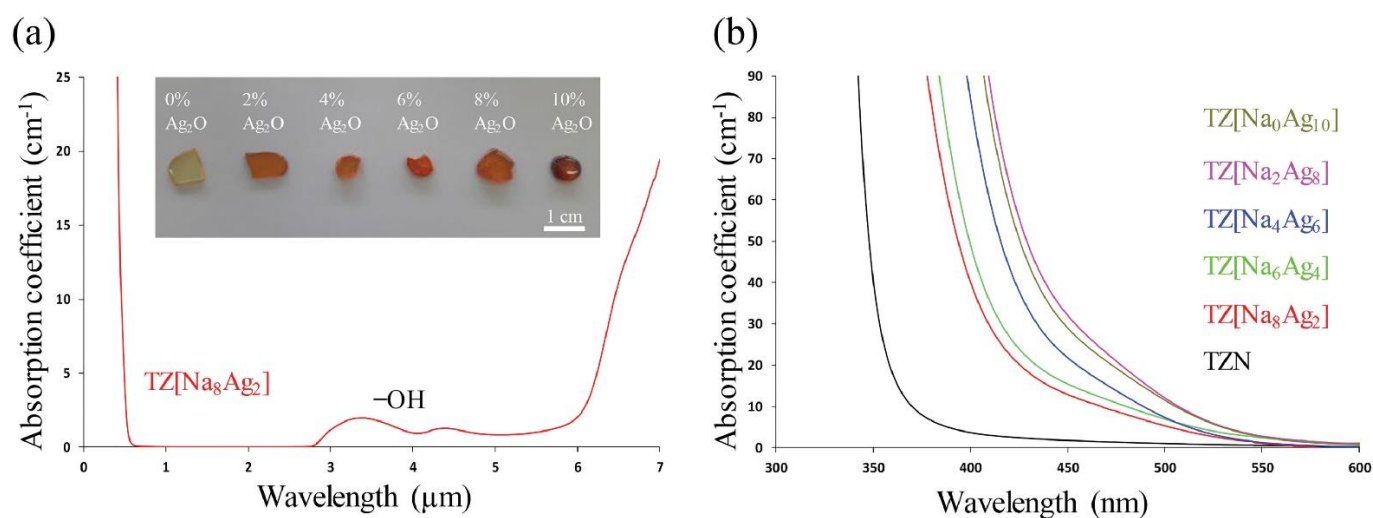 (a)
Absorption coefficient (cm⁻¹)
25
20
15
10
5
0
0% 2% 4% 6% 8% 10%
Ag₂O Ag₂O Ag₂O Ag₂O Ag₂O Ag₂O
1 cm
TZ[Na₈Ag₂]
−OH
0 1 2 3 4 5 6 7
Wavelength (µm)
(b)
Absorption coefficient (cm⁻¹)
90
80
70
60
50
40
30
20
10
0
TZ[Na₀Ag₁₀]
TZ[Na₂Ag₈]
TZ[Na₄Ag₆]
TZ[Na₆Ag₄]
TZ[Na₈Ag₂]
TZN
300 350 400 450 500 550 600
Wavelength (nm)